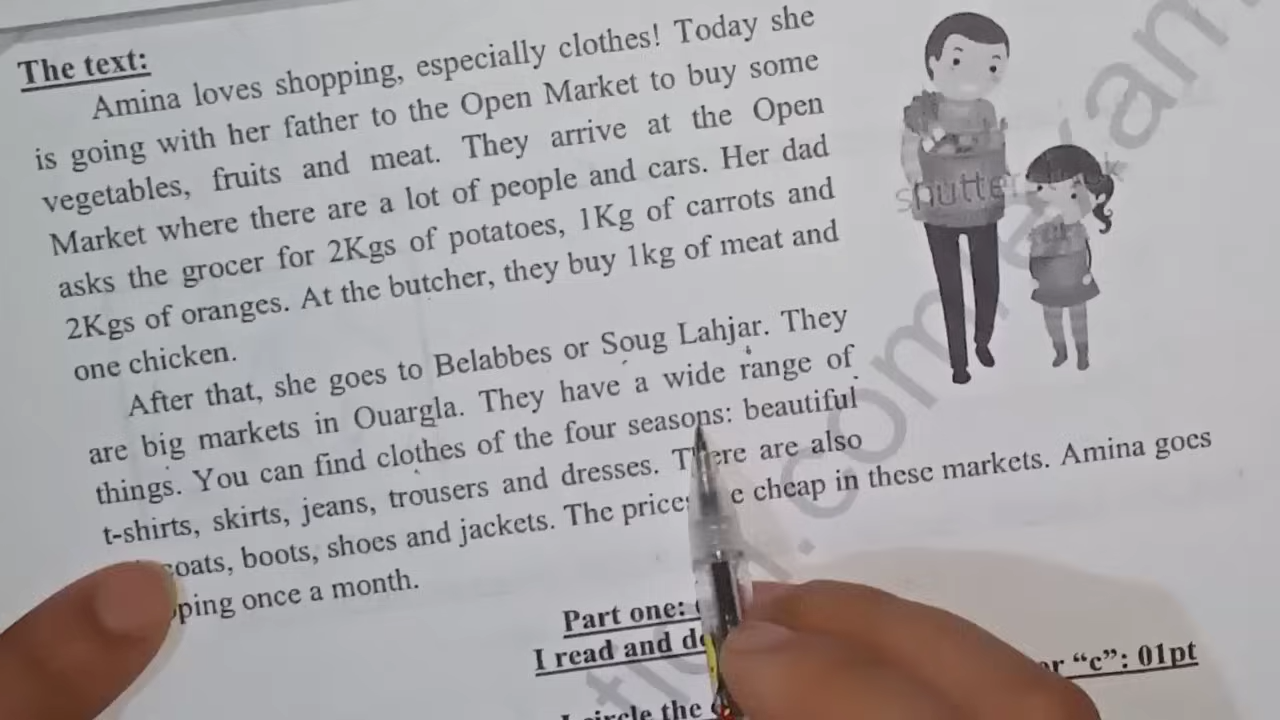 The text:
Amina loves shopping, especially clothes! Today she
is going with her father to the Open Market to buy some
vegetables, fruits and meat. They arrive at the Open
Market where there are a lot of people and cars. Her dad
asks the grocer for 2Kgs of potatoes, 1Kg of carrots and
2Kgs of oranges. At the butcher, they buy 1kg of meat and
one chicken.
After that, she goes to Belabbes or Soug Lahjar. They
are big markets in Ouargla. They have a wide range of
things. You can find clothes of the four seasons: beautiful
t-shirts, skirts, jeans, trousers and dresses. There are also
coats, boots, shoes and jackets. The prices cheap in these markets. Amina goes
once a month.
Part one:
I read and
"c": 01pt
circle the